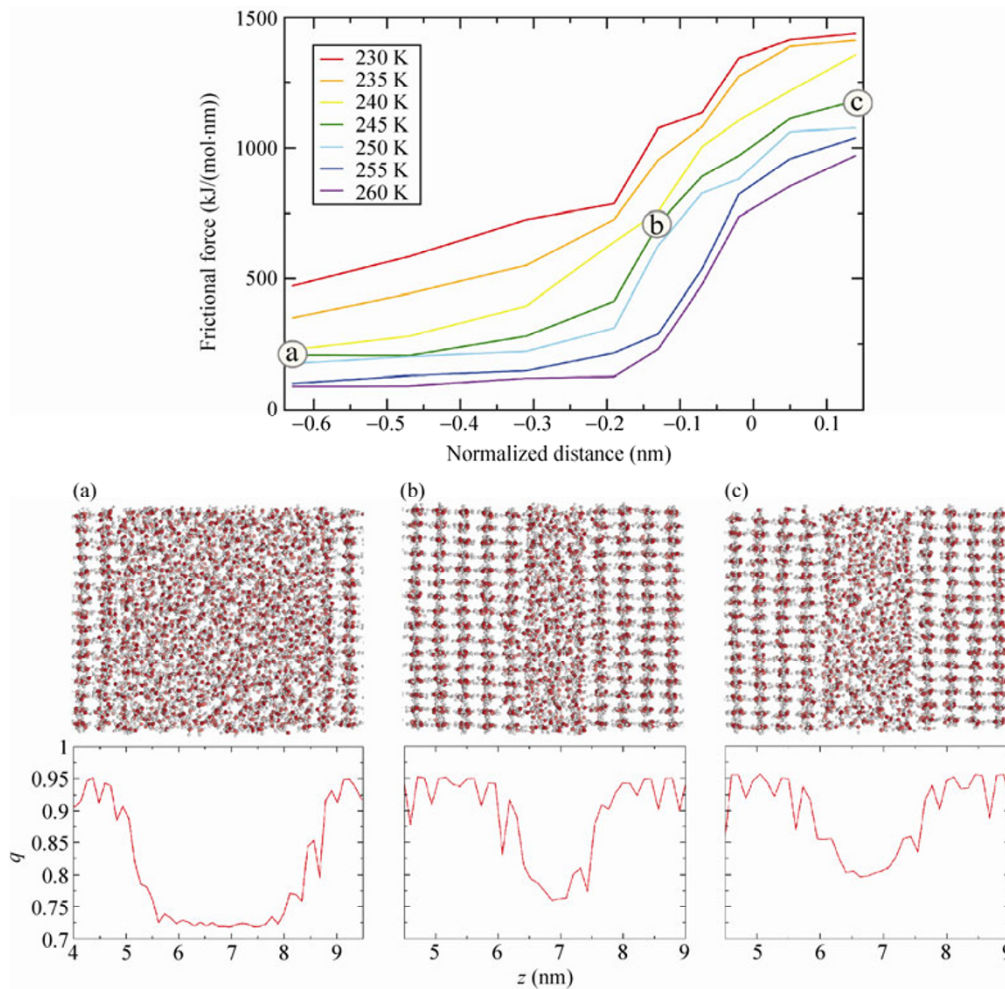 1500
1000
500
0
Frictional force (kJ/(mol·nm))
230 K
235 K
240 K
245 K
250 K
255 K
260 K
a
b
c
−0.6 −0.5 −0.4 −0.3 −0.2 −0.1 0 0.1
Normalized distance (nm)
(a) (b) (c)
1
0.95
0.9
0.85
0.8
0.75
0.7
q
4 5 6 7 8 9
5 6 7 8 9
5 6 7 8 9
z (nm)